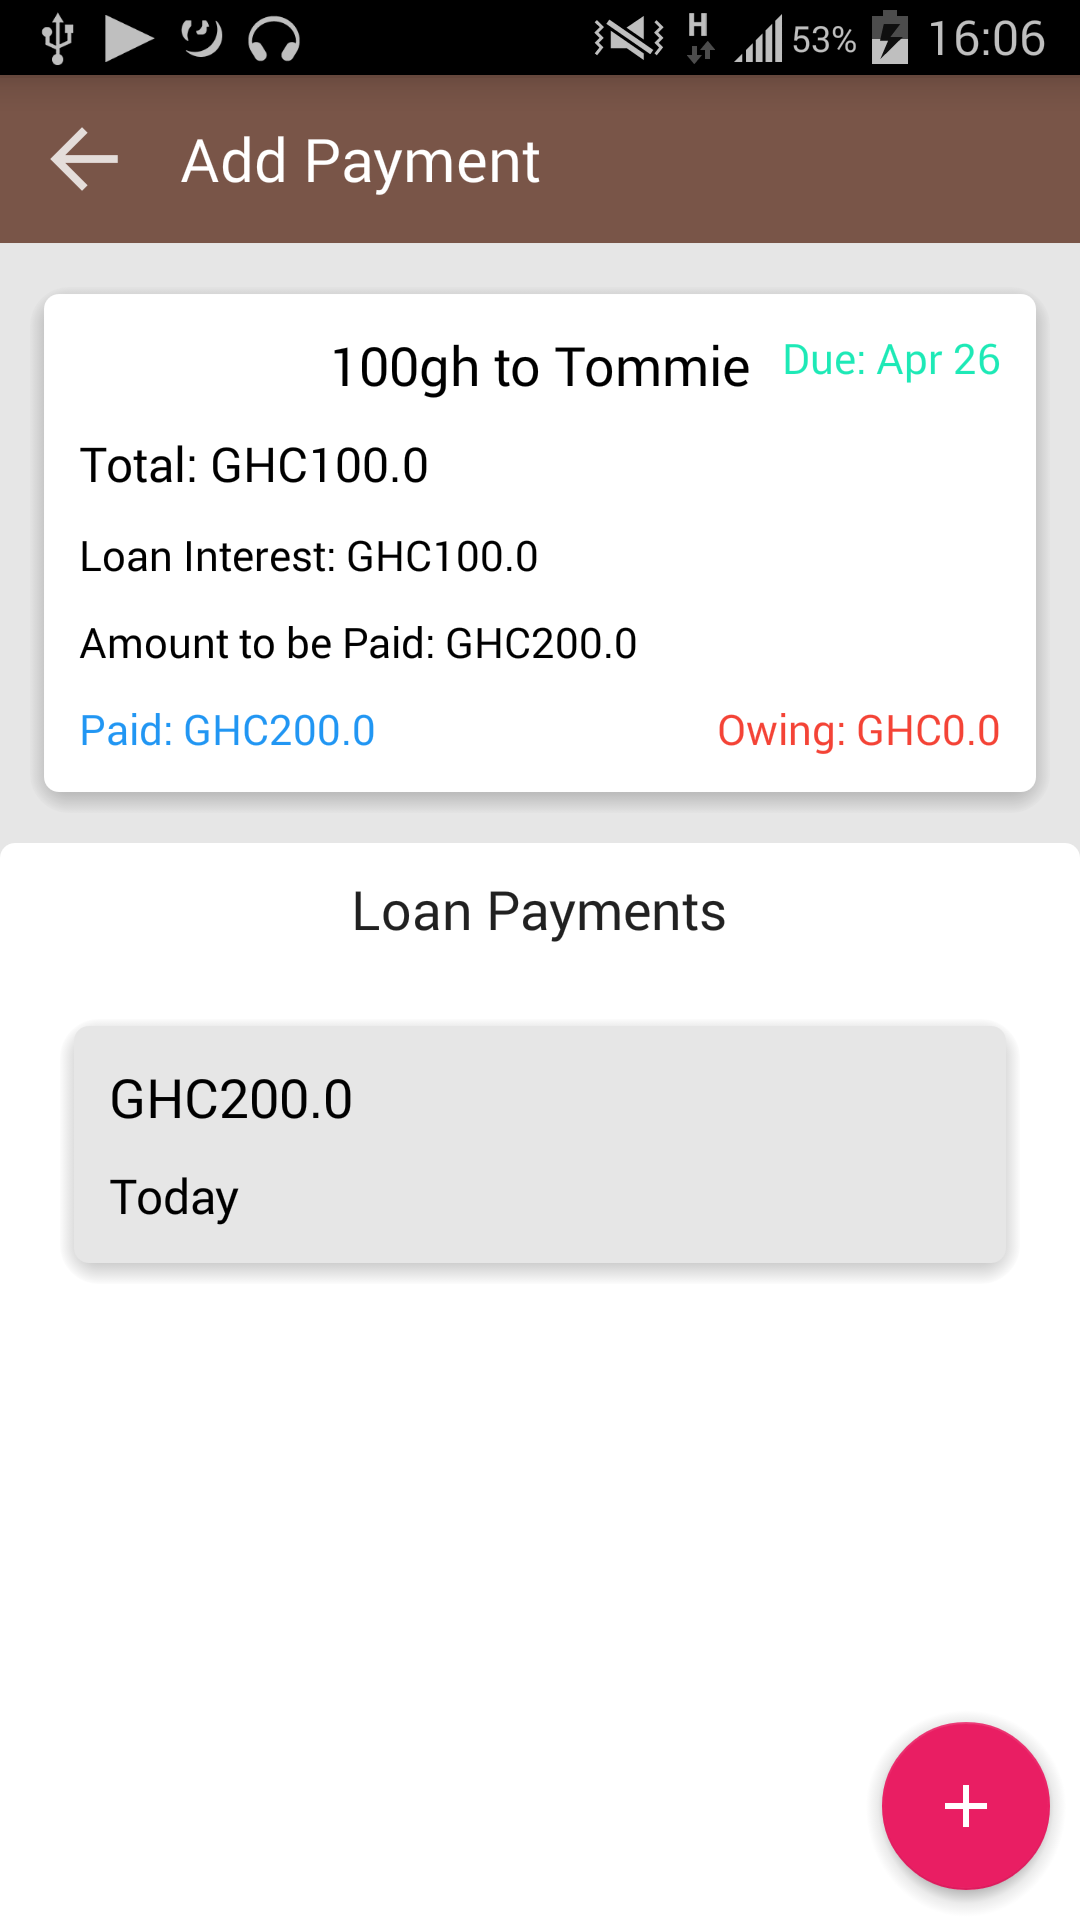 H 53% 16:06
Add Payment
100gh to Tommie Due: Apr 26
Total: GHC100.0
Loan Interest: GHC100.0
Amount to be Paid: GHC200.0
Paid: GHC200.0 Owing: GHC0.0
Loan Payments
GHC200.0
Today